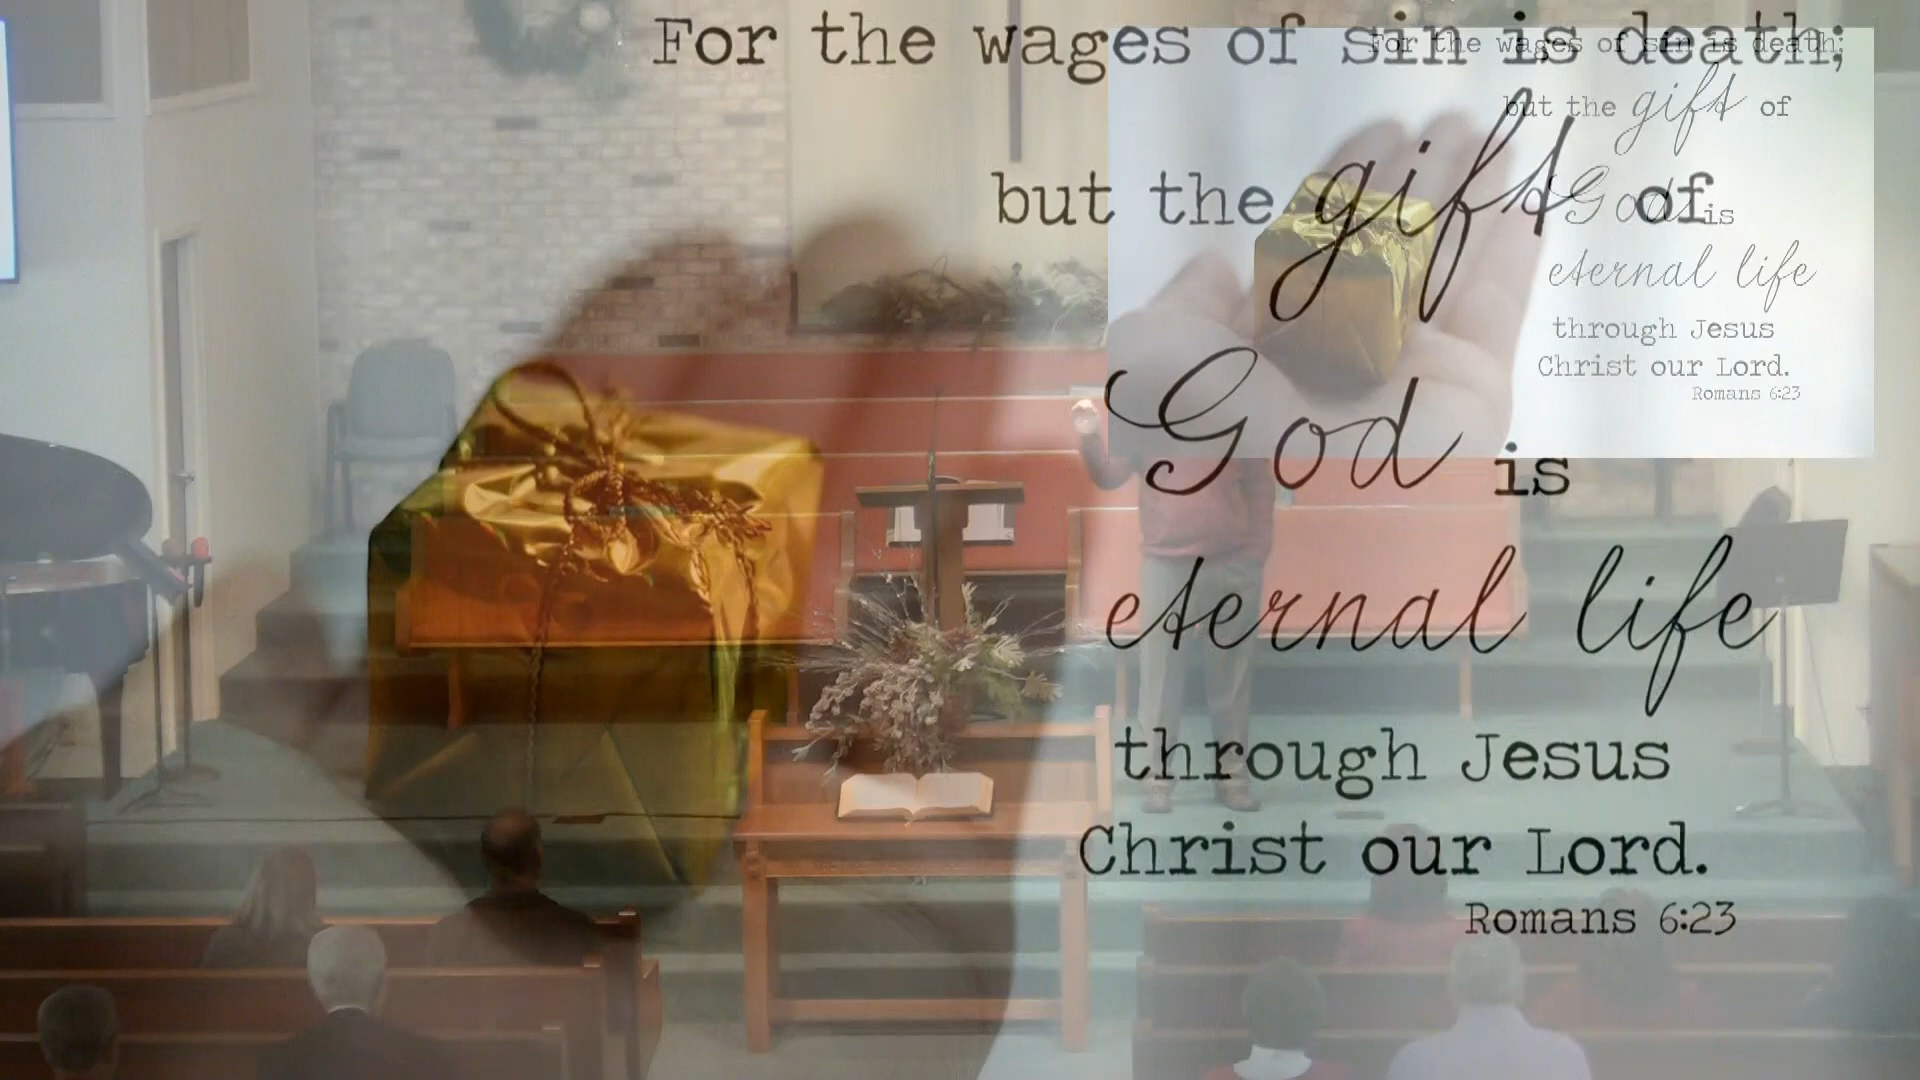 For the wages of sin is death;
but the gift of
God is
eternal life
through Jesus
Christ our Lord.
Romans 6:23
For the wages of sin is death;
but the gift of
God is
eternal life
through Jesus
Christ our Lord.
Romans 6:23